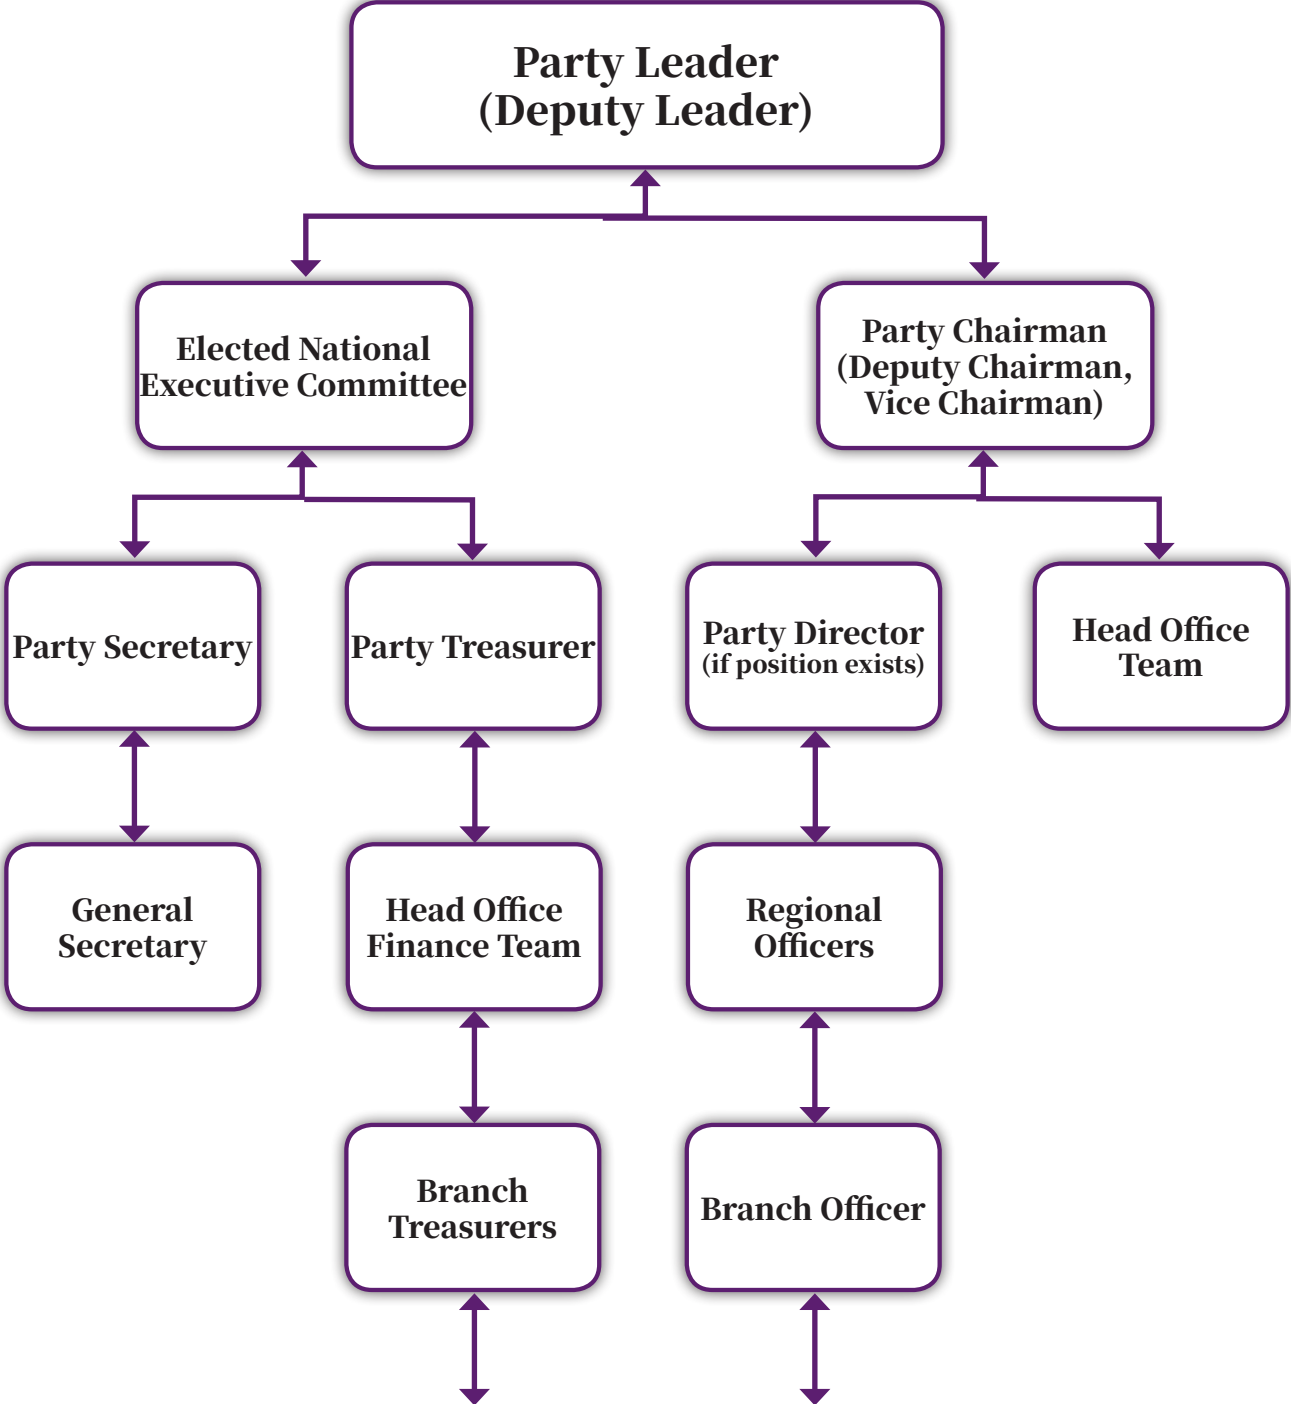 Party Leader
(Deputy Leader)
Elected National
Executive Committee
Party Chairman
(Deputy Chairman,
Vice Chairman)
Party Secretary
Party Treasurer
Party Director
(if position exists)
Head Office
Team
General
Secretary
Head Office
Finance Team
Regional
Officers
Branch
Treasurers
Branch Officer